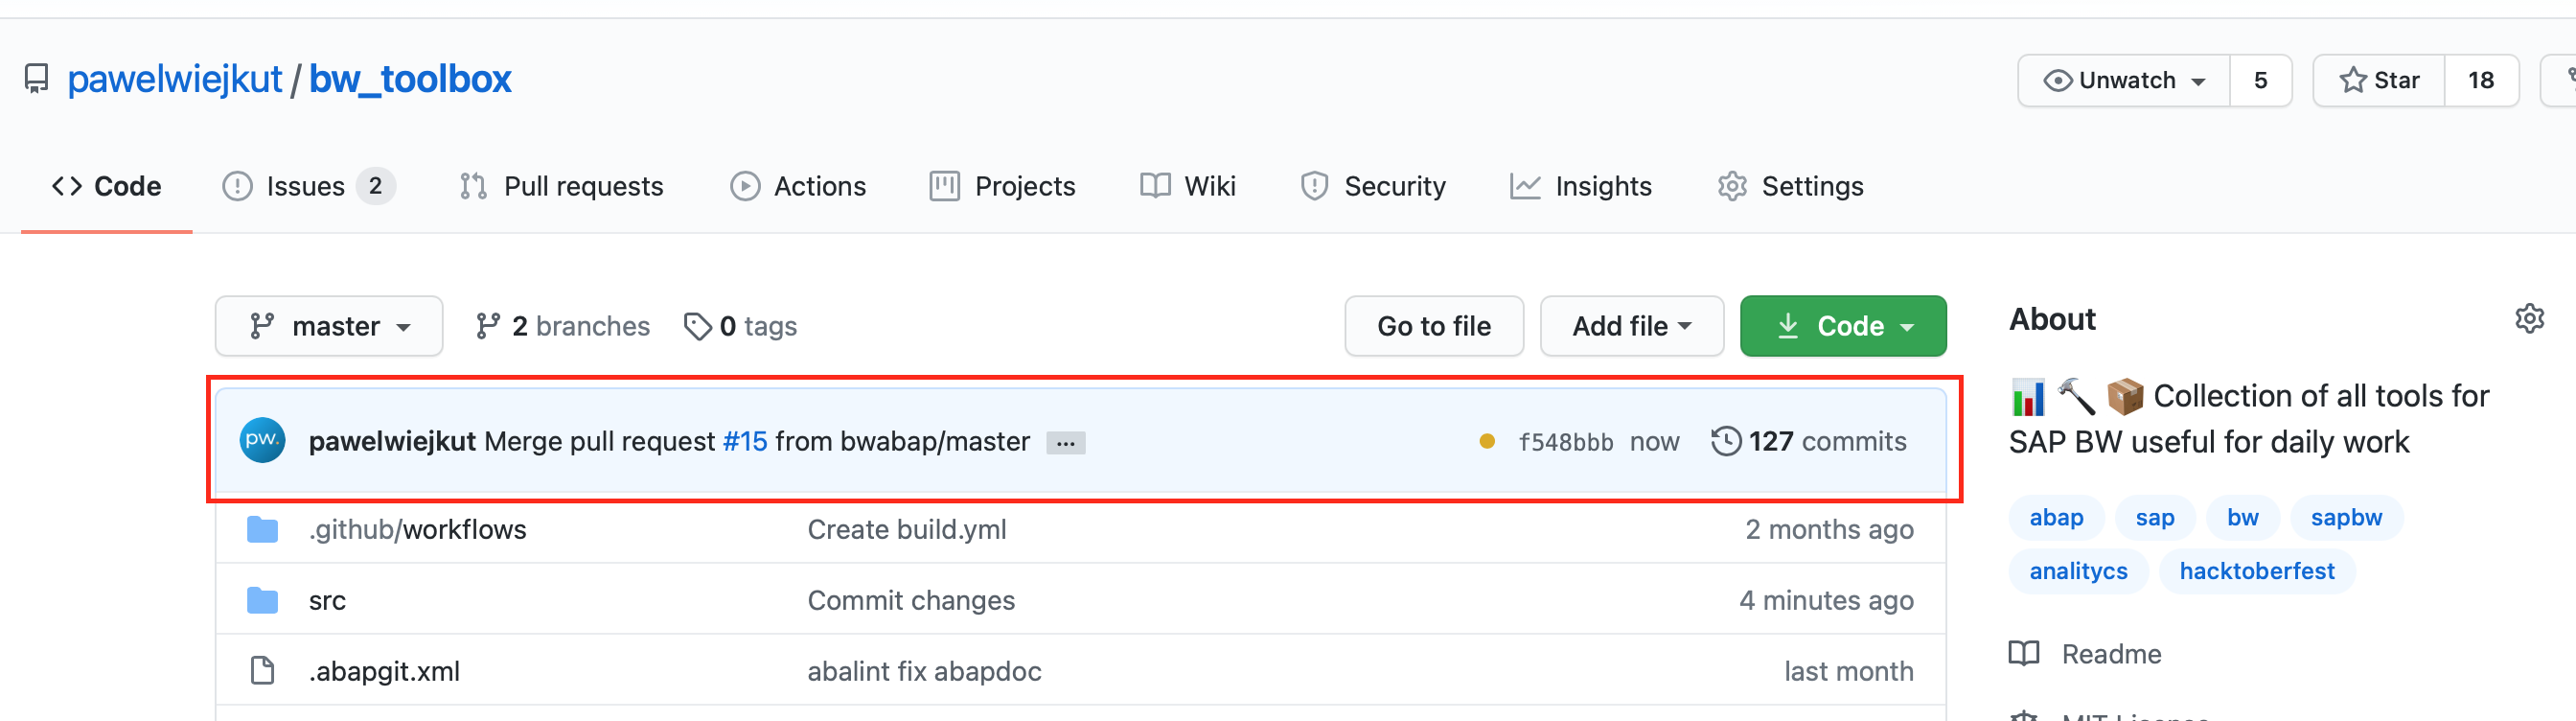 pawelwiejkut / bw_toolbox
Unwatch 5 Star 18
Code Issues 2 Pull requests Actions Projects Wiki Security Insights Settings
master 2 branches 0 tags Go to file Add file Code
pw. pawelwiejkut Merge pull request #15 from bwabap/master ... f548bbb now 127 commits
.github/workflows Create build.yml 2 months ago
src Commit changes 4 minutes ago
.abapgit.xml abalint fix abapdoc last month
About
Collection of all tools for
SAP BW useful for daily work
abap sap bw sapbw
analitycs hacktoberfest
Readme
MIT License